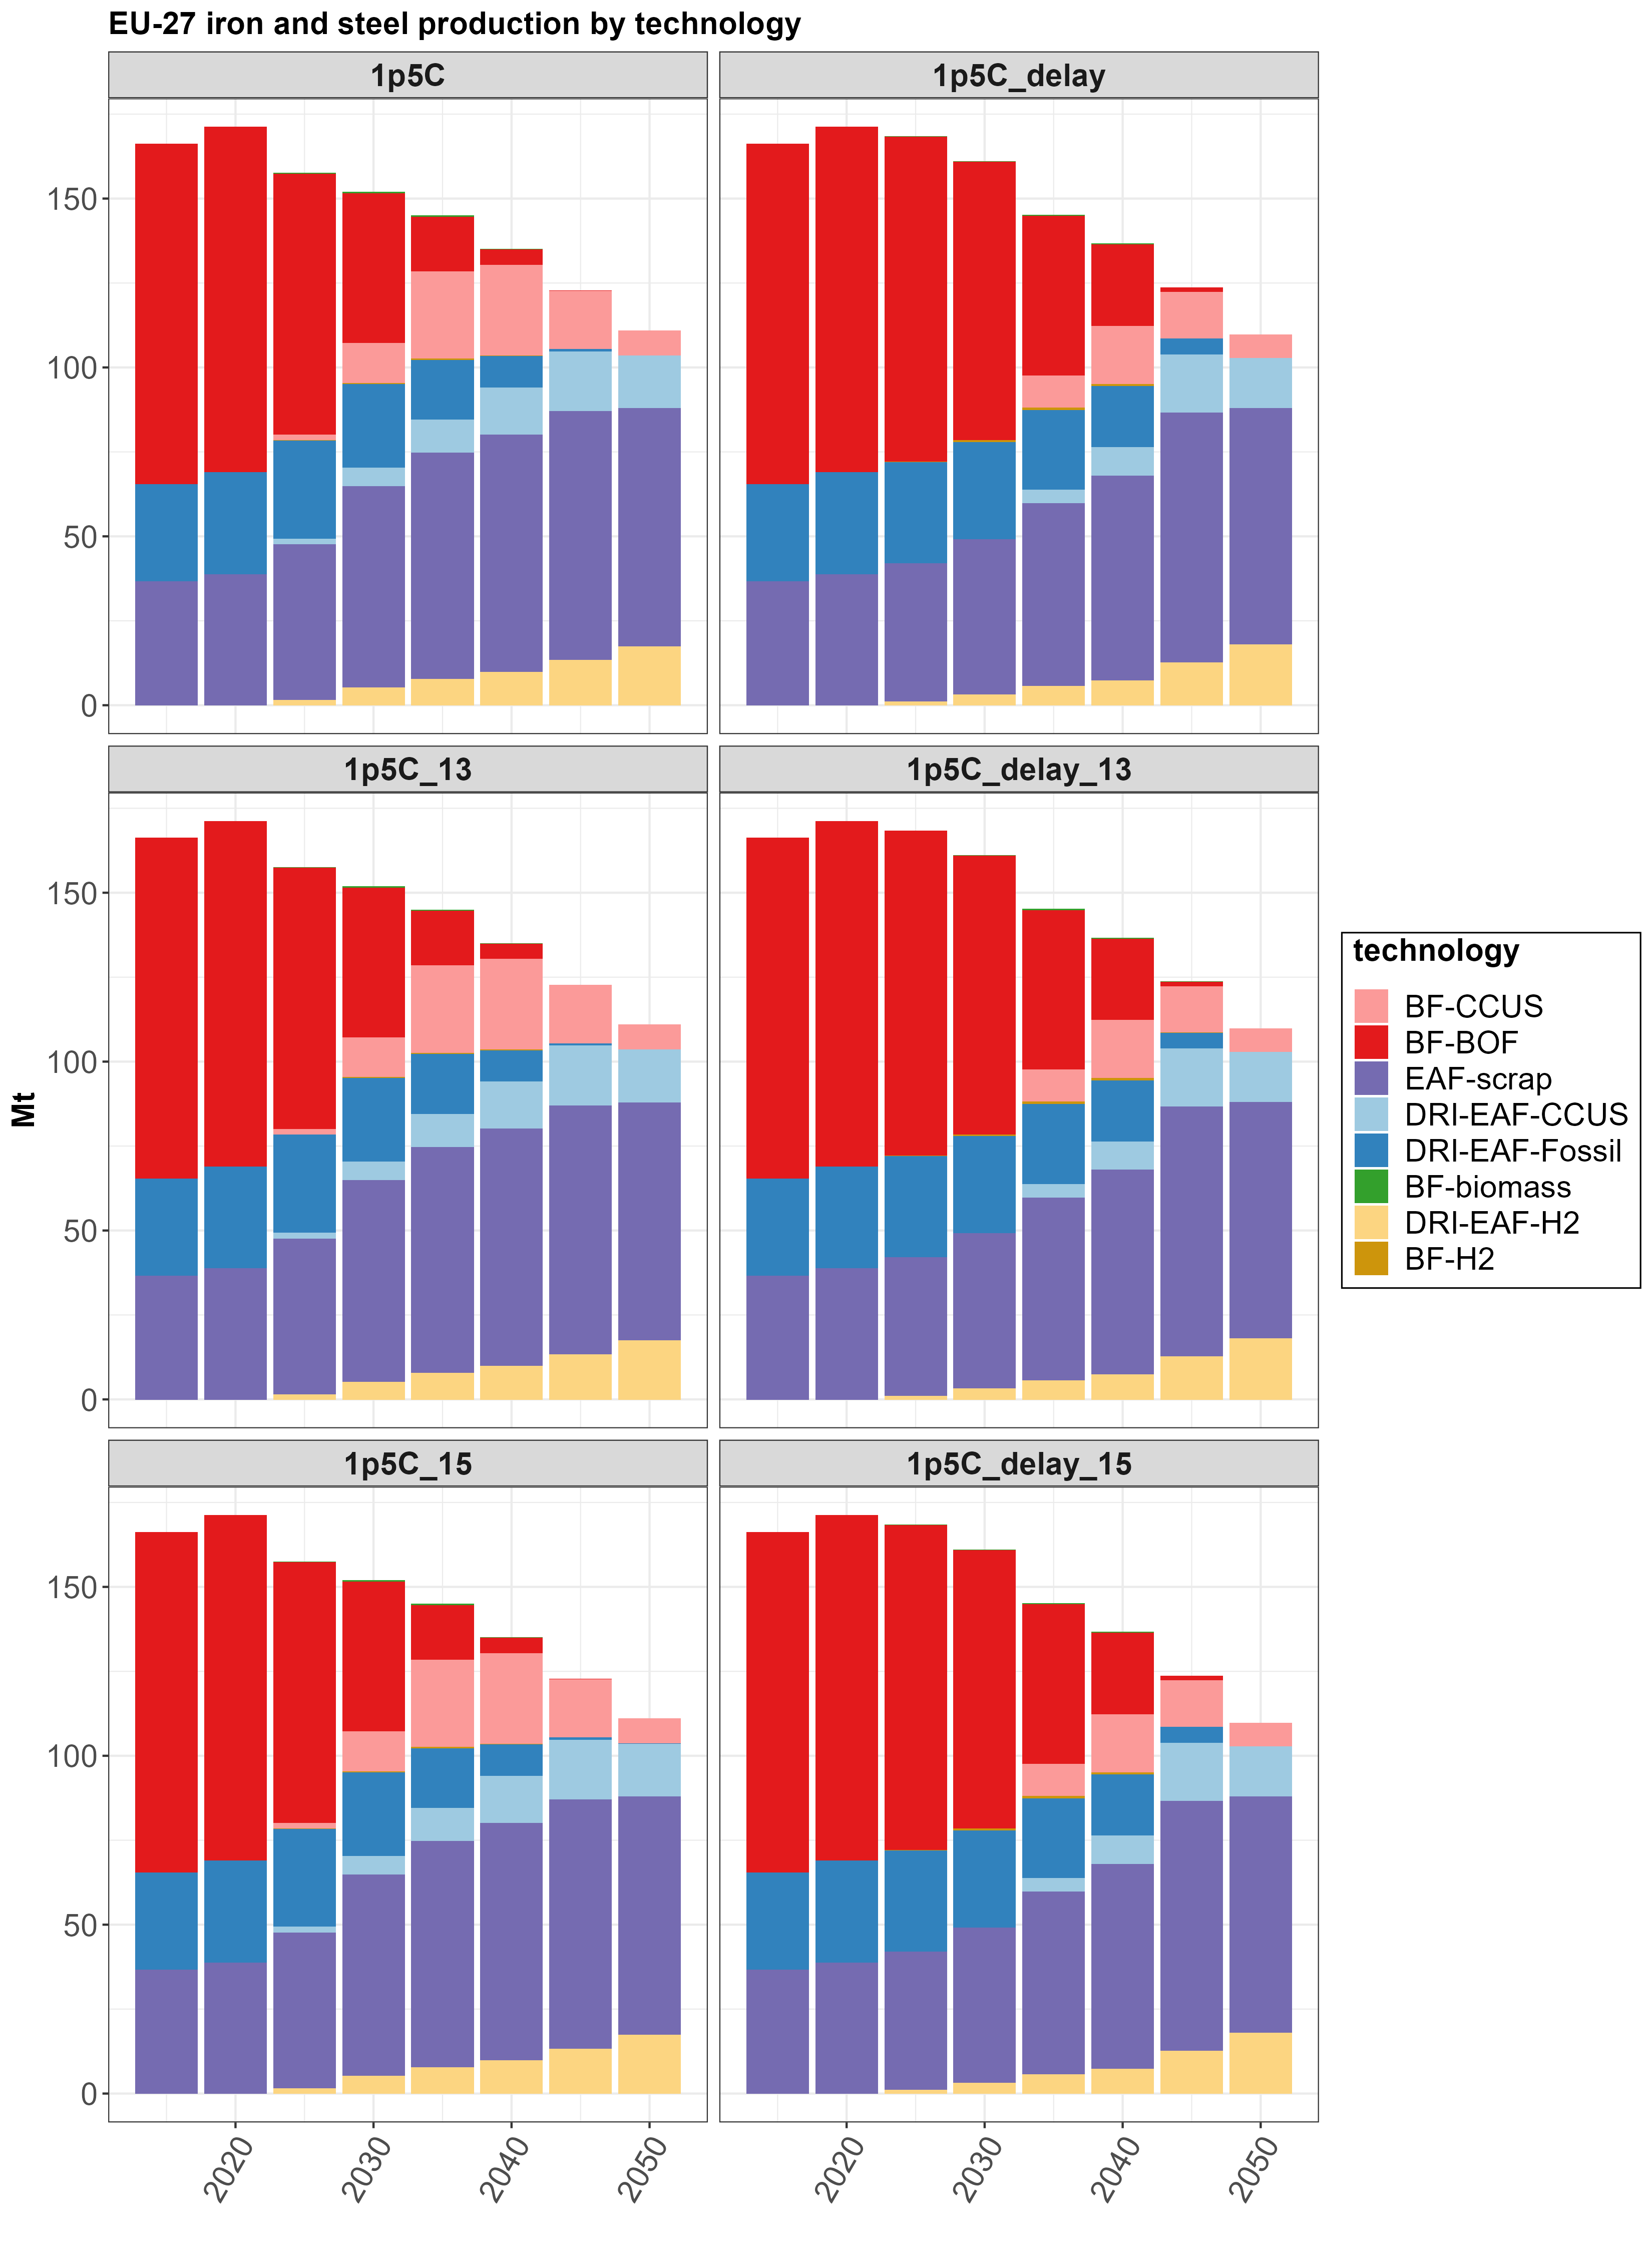 EU-27 iron and steel production by technology
1p5C
1p5C_delay
150
100
50
0
1p5C_13
1p5C_delay_13
150
100
50
0
Mt
1p5C_15
1p5C_delay_15
150
100
50
0
2020
2030
2040
2050
2020
2030
2040
2050
technology
BF-CCUS
BF-BOF
EAF-scrap
DRI-EAF-CCUS
DRI-EAF-Fossil
BF-biomass
DRI-EAF-H2
BF-H2